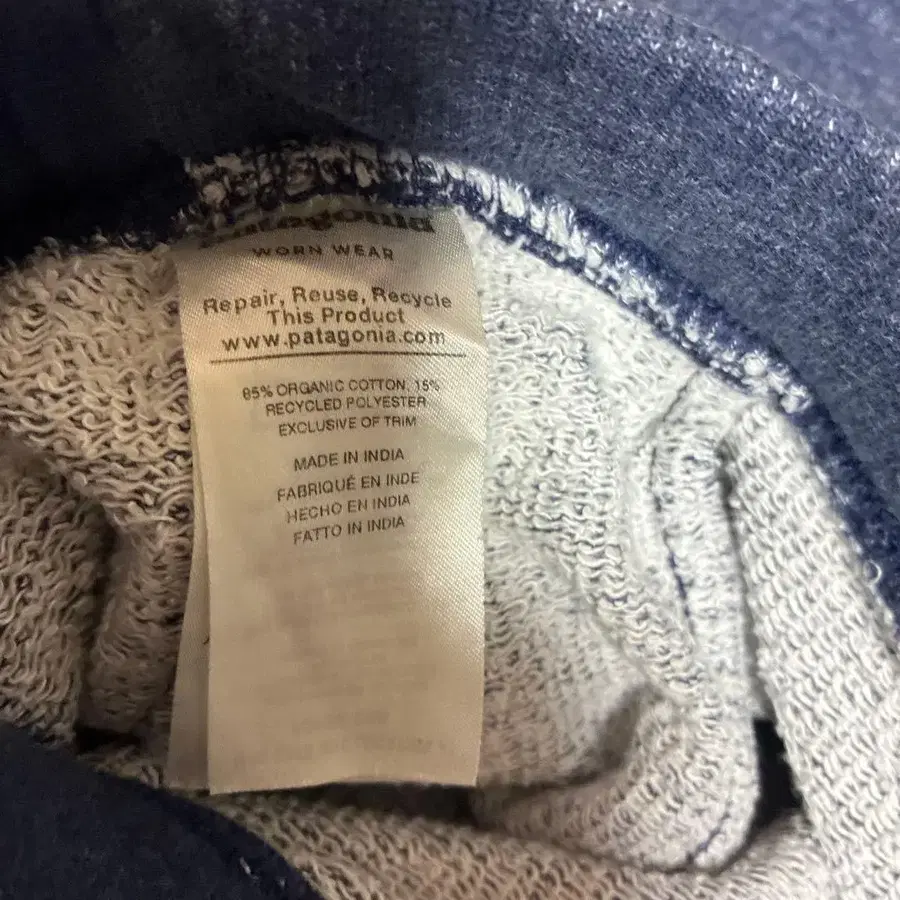 patagonia
WORN WEAR
Repair, Reuse, Recycle
This Product
www.patagonia.com
85% ORGANIC COTTON, 15%
RECYCLED POLYESTER
EXCLUSIVE OF TRIM
MADE IN INDIA
FABRIQUÉ EN INDE
HECHO EN INDIA
FATTO IN INDIA